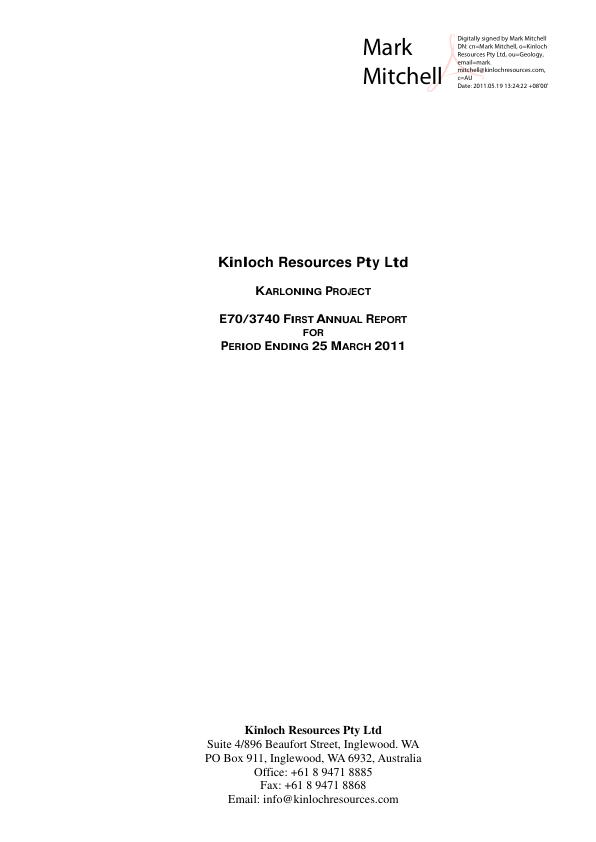 Mark
Mitchell
Digitally signed by Mark Mitchell
DN: cn=Mark Mitchell, o=Kinloch
Resources Pty Ltd, ou=Geology,
email=mark.
mitchell@kinlochresources.com,
c=AU
Date: 2011.05.19 13:24:22 +08'00'
Kinloch Resources Pty Ltd
KARLONING PROJECT
E70/3740 FIRST ANNUAL REPORT
FOR
PERIOD ENDING 25 MARCH 2011
Kinloch Resources Pty Ltd
Suite 4/896 Beaufort Street, Inglewood. WA
PO Box 911, Inglewood, WA 6932, Australia
Office: +61 8 9471 8885
Fax: +61 8 9471 8868
Email: info@kinlochresources.com